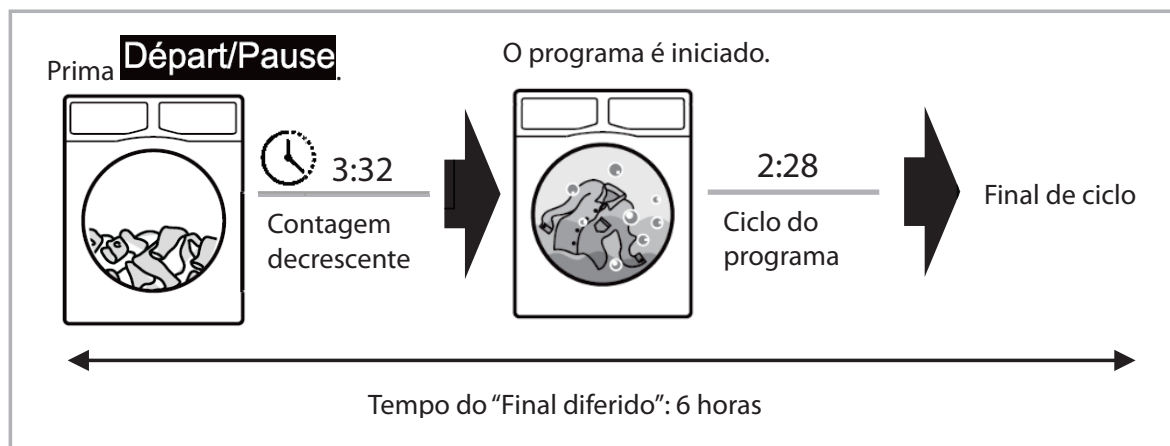 Prima Départ/Pause.
3:32
Contagem
decrescente
O programa é iniciado.
2:28
Ciclo do
programa
Final de ciclo
Tempo do “Final diferido”: 6 horas